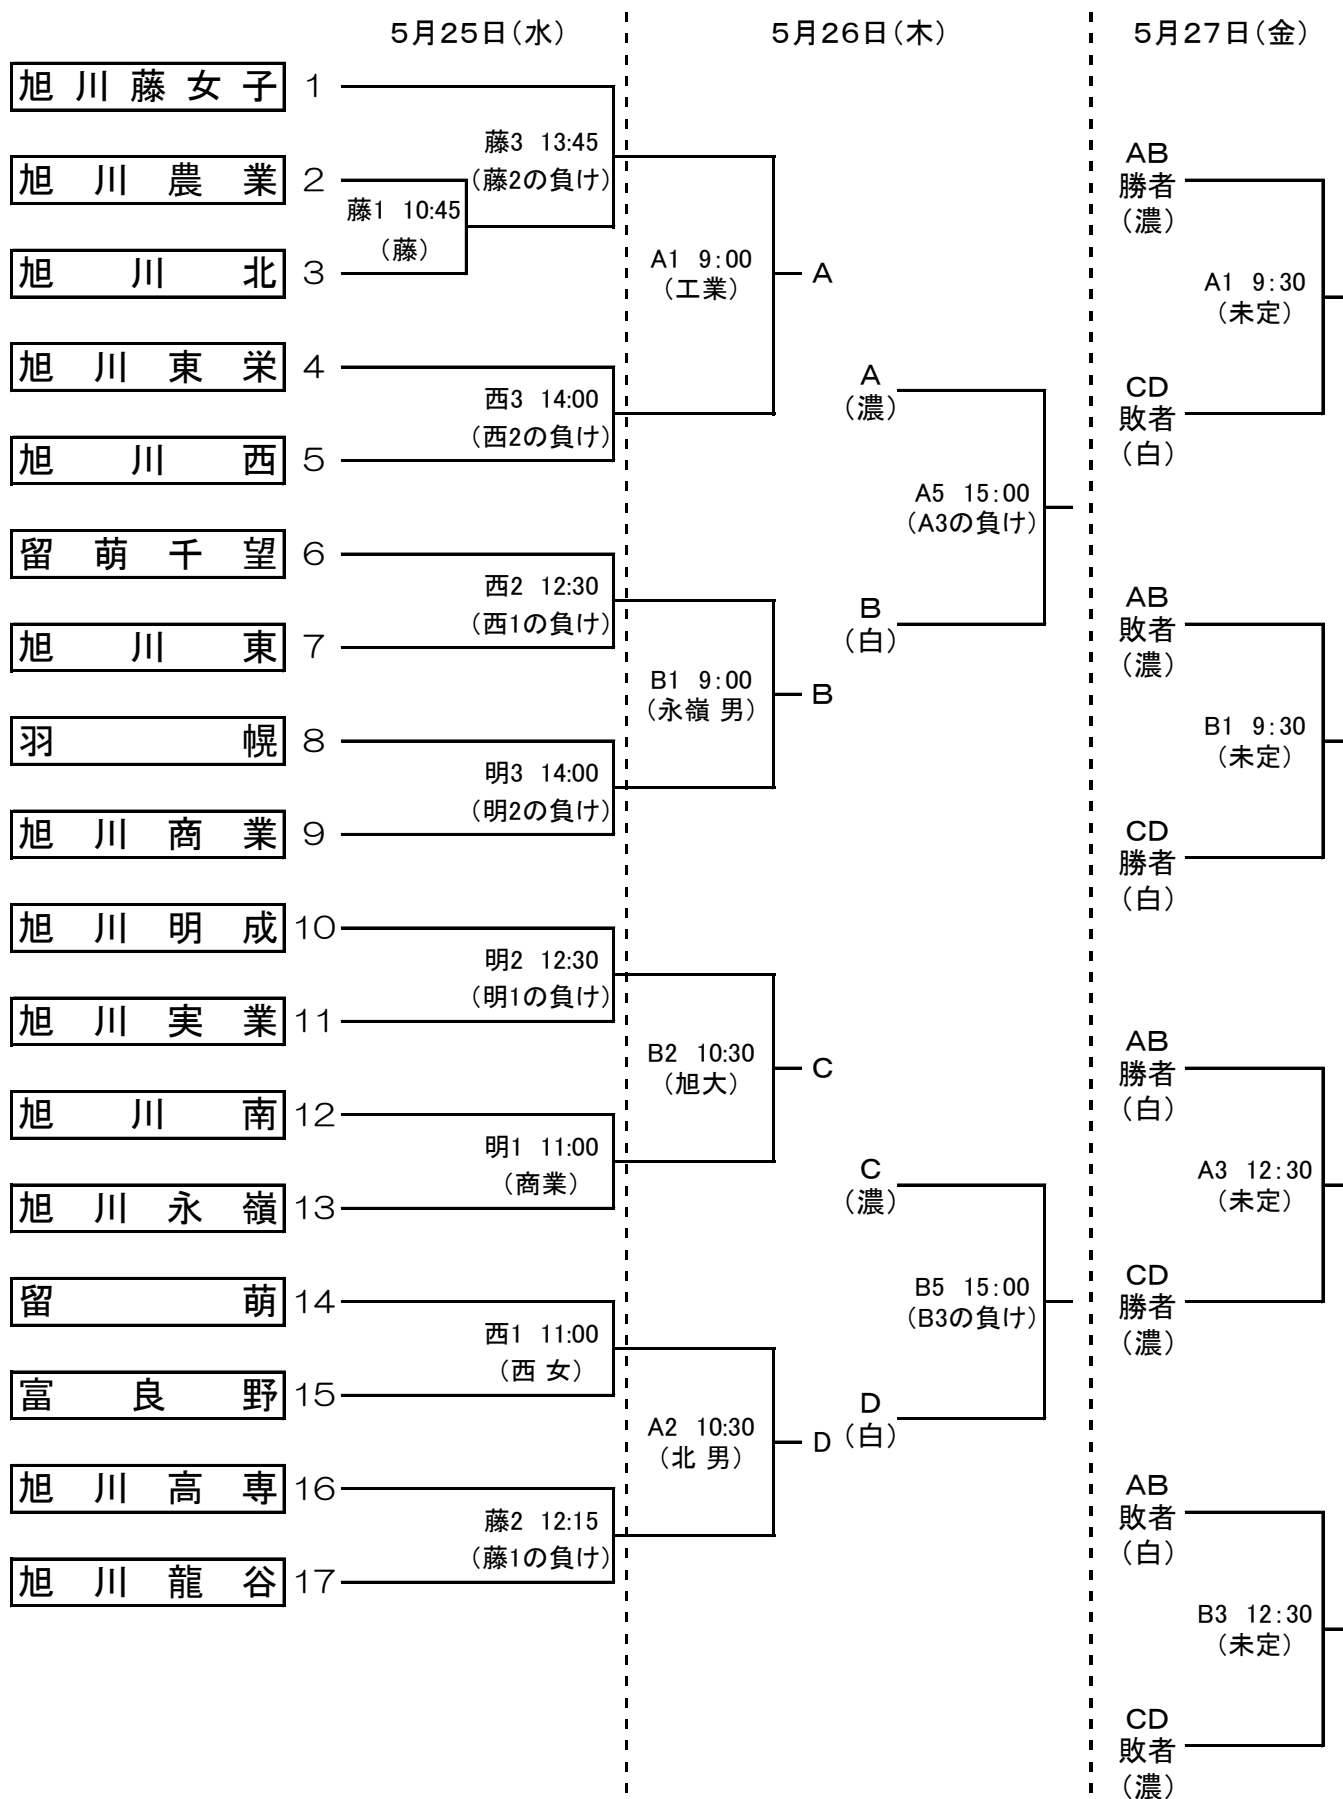 5月25日(水)
5月26日(木)
5月27日(金)
旭川藤女子 1
旭川農業 2
旭川北 3
旭川東栄 4
旭川西 5
留萌千望 6
旭川東 7
羽幌 8
旭川商業 9
旭川明成 10
旭川実業 11
旭川南 12
旭川永嶺 13
留萌 14
富良野 15
旭川高専 16
旭川龍谷 17
藤1 10:45
(藤)
藤3 13:45
(藤2の負け)
西3 14:00
(西2の負け)
西2 12:30
(西1の負け)
明3 14:00
(明2の負け)
明2 12:30
(明1の負け)
明1 11:00
(商業)
西1 11:00
(西 女)
藤2 12:15
(藤1の負け)
A1 9:00
(工業)
A
B1 9:00
(永嶺 男)
B
B2 10:30
(旭大)
C
A2 10:30
(北 男)
D
A
(濃)
A5 15:00
(A3の負け)
B
(白)
C
(濃)
B5 15:00
(B3の負け)
D
(白)
AB
勝者
(濃)
A1 9:30
(未定)
CD
敗者
(白)
AB
敗者
(濃)
B1 9:30
(未定)
CD
勝者
(白)
AB
勝者
(白)
A3 12:30
(未定)
CD
勝者
(濃)
AB
敗者
(白)
B3 12:30
(未定)
CD
敗者
(濃)